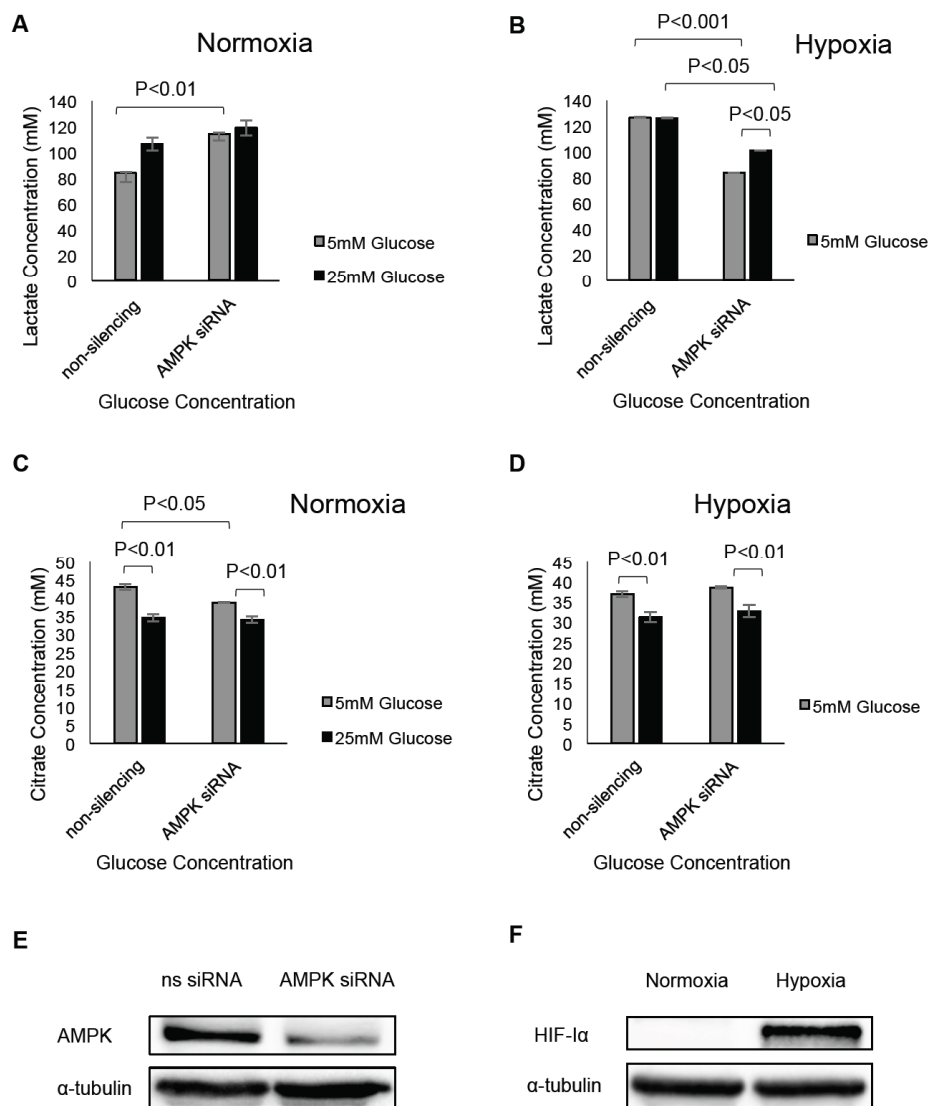 A
Normoxia
P<0.01
140
120
100
80
60
40
20
0
Lactate Concentration (mM)
5mM Glucose
25mM Glucose
non-silencing
AMPK siRNA
Glucose Concentration
B
Hypoxia
P<0.001
P<0.05
P<0.05
140
120
100
80
60
40
20
0
Lactate Concentration (mM)
5mM Glucose
non-silencing
AMPK siRNA
Glucose Concentration
C
Normoxia
P<0.05
P<0.01
P<0.01
50
45
40
35
30
25
20
15
10
5
0
Citrate Concentration (mM)
5mM Glucose
25mM Glucose
non-silencing
AMPK siRNA
Glucose Concentration
D
Hypoxia
P<0.01
P<0.01
45
40
35
30
25
20
15
10
5
0
Citrate Concentration (mM)
5mM Glucose
non-silencing
AMPK siRNA
Glucose Concentration
E
ns siRNA AMPK siRNA
AMPK
α-tubulin
F
Normoxia Hypoxia
HIF-Iα
α-tubulin